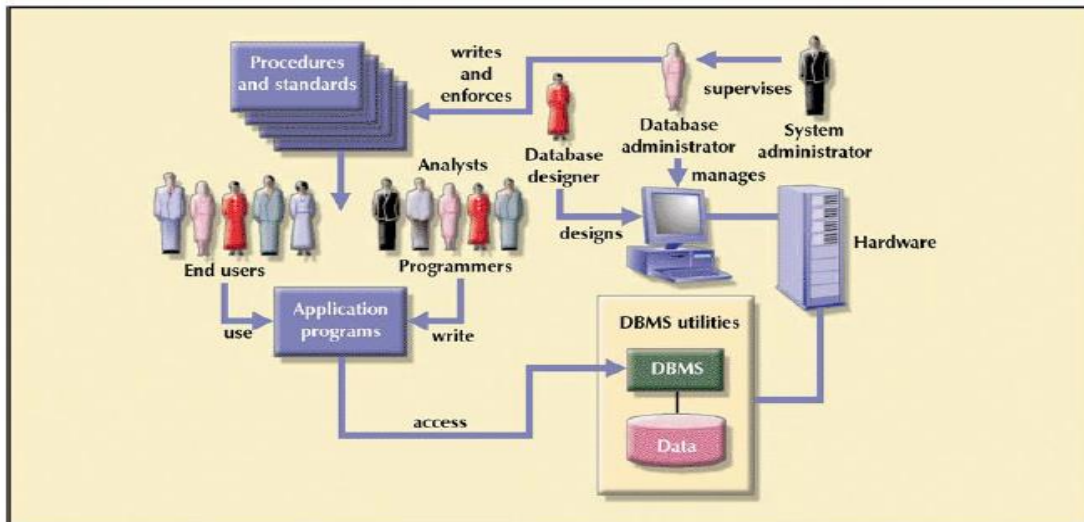 Procedures
and standards
writes
and
enforces
supervises
Database
administrator
System
administrator
Database
designer
manages
Analysts
designs
Hardware
End users
Programmers
use
Application
programs
write
DBMS utilities
DBMS
access
Data